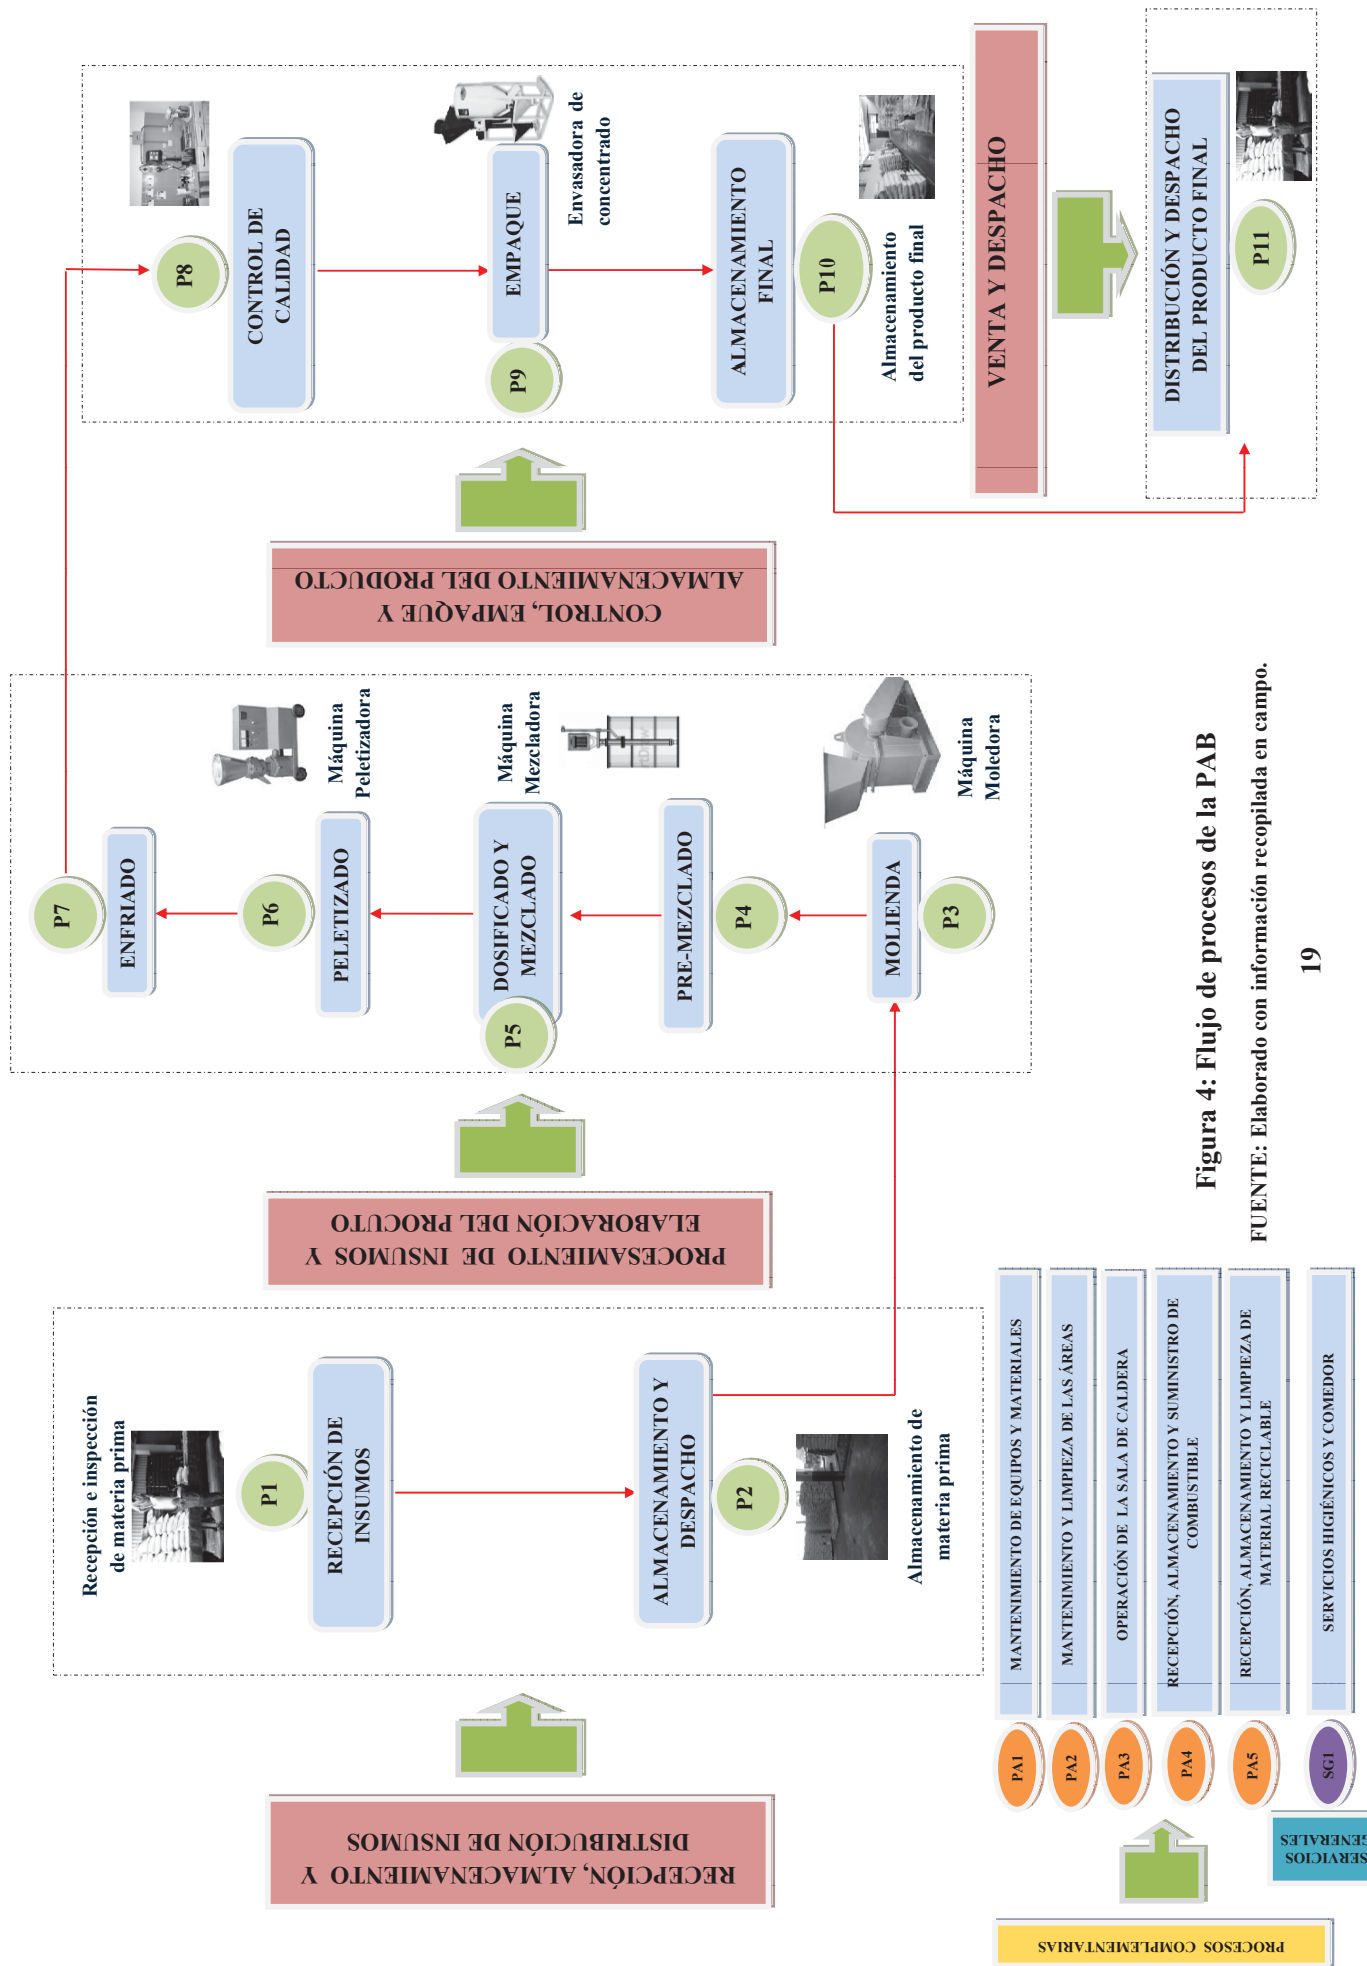 RECEPCIÓN, ALMACENAMIENTO Y
DISTRIBUCIÓN DE INSUMOS
Recepción e inspección
de materia prima
P1
RECEPCIÓN DE
INSUMOS
ALMACENAMIENTO Y
DESPACHO
P2
Almacenamiento de
materia prima
PROCESAMIENTO DE INSUMOS Y
ELABORACIÓN DEL PROCUTO
P7
ENFRIADO
P6
PELETIZADO
Máquina
Peletizadora
P5
DOSIFICADO Y
MEZCLADO
Máquina
Mezcladora
PRE-MEZCLADO
P4
MOLIENDA
P3
Máquina
Moledora
CONTROL, EMPAQUE Y
ALMACENAMIENTO DEL PRODUCTO
P8
CONTROL DE
CALIDAD
P9
EMPAQUE
Envasadora de
concentrado
ALMACENAMIENTO
FINAL
P10
Almacenamiento
del producto final
VENTA Y DESPACHO
DISTRIBUCIÓN Y DESPACHO
DEL PRODUCTO FINAL
P11
PROCESOS COMPLEMENTARIAS
PA1
MANTENIMIENTO DE EQUIPOS Y MATERIALES
PA2
MANTENIMIENTO Y LIMPIEZA DE LAS ÁREAS
PA3
OPERACIÓN DE LA SALA DE CALDERA
PA4
RECEPCIÓN, ALMACENAMIENTO Y SUMINISTRO DE
COMBUSTIBLE
PA5
RECEPCIÓN, ALMACENAMIENTO Y LIMPIEZA DE
MATERIAL RECICLABLE
SERVICIOS
GENERALES
SG1
SERVICIOS HIGIÉNICOS Y COMEDOR
Figura 4: Flujo de procesos de la PAB
FUENTE: Elaborado con información recopilada en campo.
19